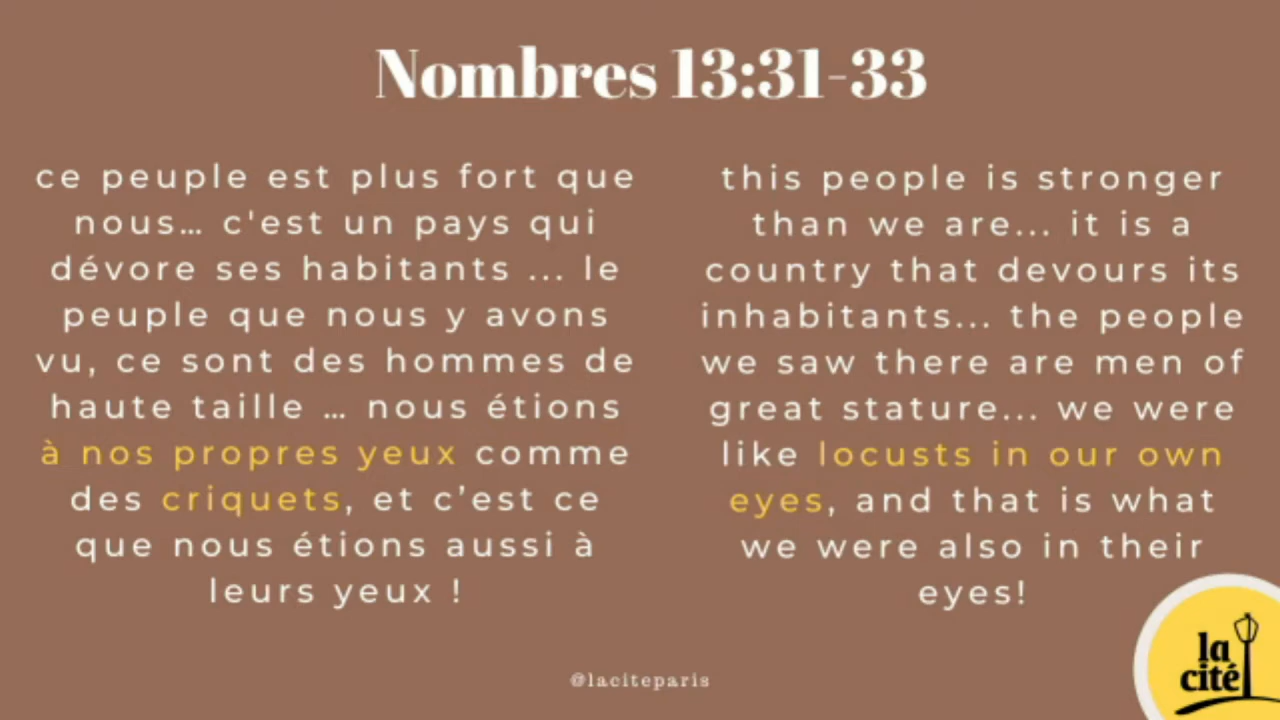 Nombres 13:31-33
ce peuple est plus fort que
nous… c'est un pays qui
dévore ses habitants ... le
peuple que nous y avons
vu, ce sont des hommes de
haute taille … nous étions
à nos propres yeux comme
des criquets, et c’est ce
que nous étions aussi à
leurs yeux !
this people is stronger
than we are... it is a
country that devours its
inhabitants... the people
we saw there are men of
great stature... we were
like locusts in our own
eyes, and that is what
we were also in their
eyes!
@laciteparis
la
cité